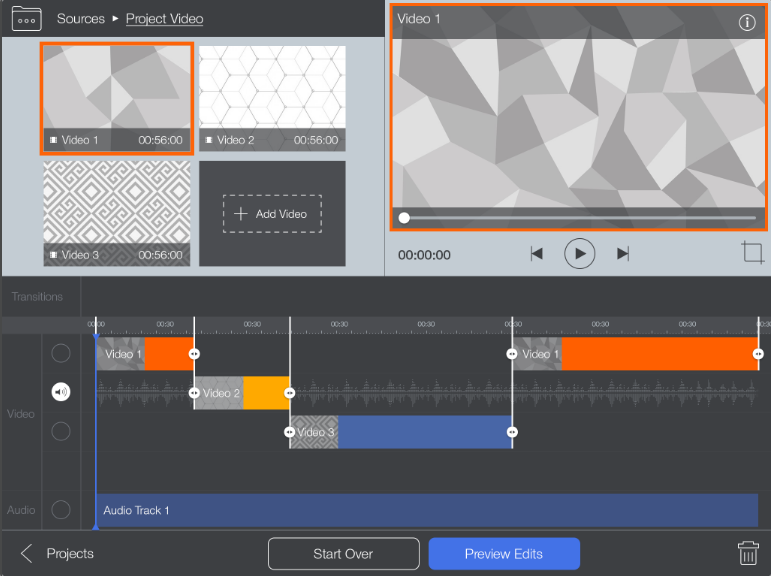 Sources ▸ Project Video
Video 1 00:56:00
Video 2 00:56:00
Video 3 00:56:00
+ Add Video
Video 1
00:00:00
Transitions
00:00 00:30 00:30 00:30 00:30 00:30 00:30 00:30
Video 1
Video 1
Video 2
Video
Video 3
Audio
Audio Track 1
Projects
Start Over
Preview Edits